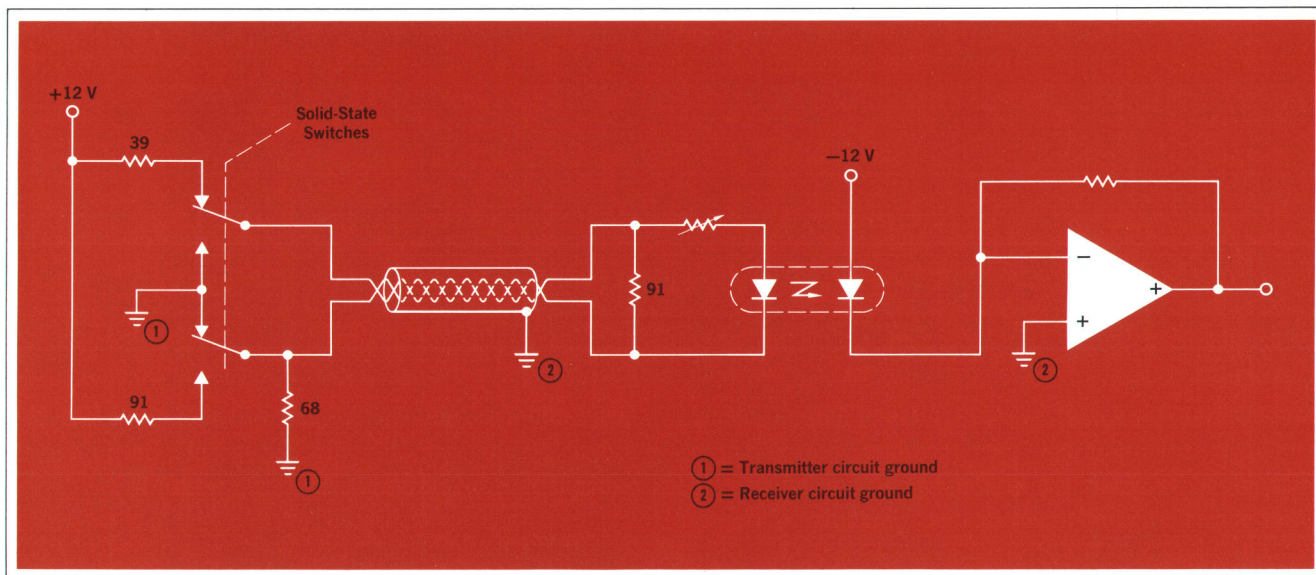 +12 V
Solid-State
Switches
39
−12 V
91
−
+
+
1
2
2
91
68
1
1 = Transmitter circuit ground
2 = Receiver circuit ground